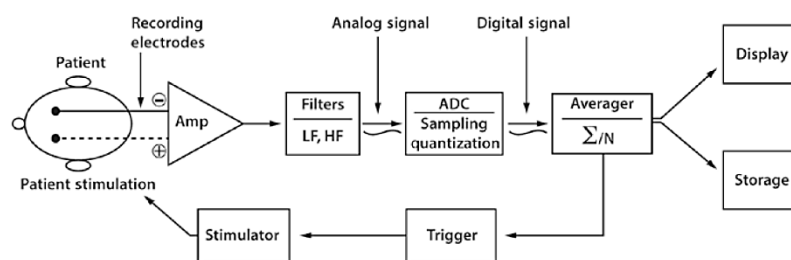 Recording
electrodes
Analog signal
Digital signal
Patient
Display
⊖
Amp
⊕
Filters
LF, HF
ADC
Sampling
quantization
Averager
Σ/N
Patient stimulation
Storage
Stimulator
Trigger